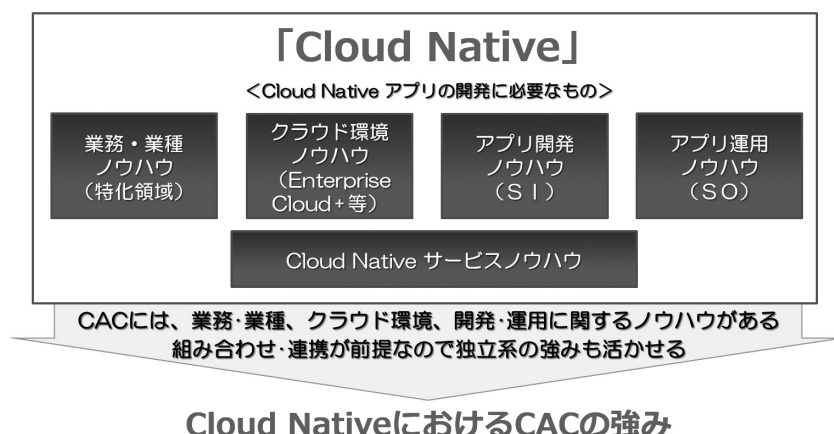 「Cloud Native」
＜Cloud Native アプリの開発に必要なもの＞
業務・業種
ノウハウ
（特化領域）
クラウド環境
ノウハウ
（Enterprise
Cloud+等）
アプリ開発
ノウハウ
（ＳＩ）
アプリ運用
ノウハウ
（ＳＯ）
Cloud Native サービスノウハウ
CACには、業務・業種、クラウド環境、開発・運用に関するノウハウがある
組み合わせ・連携が前提なので独立系の強みも活かせる
Cloud NativeにおけるCACの強み